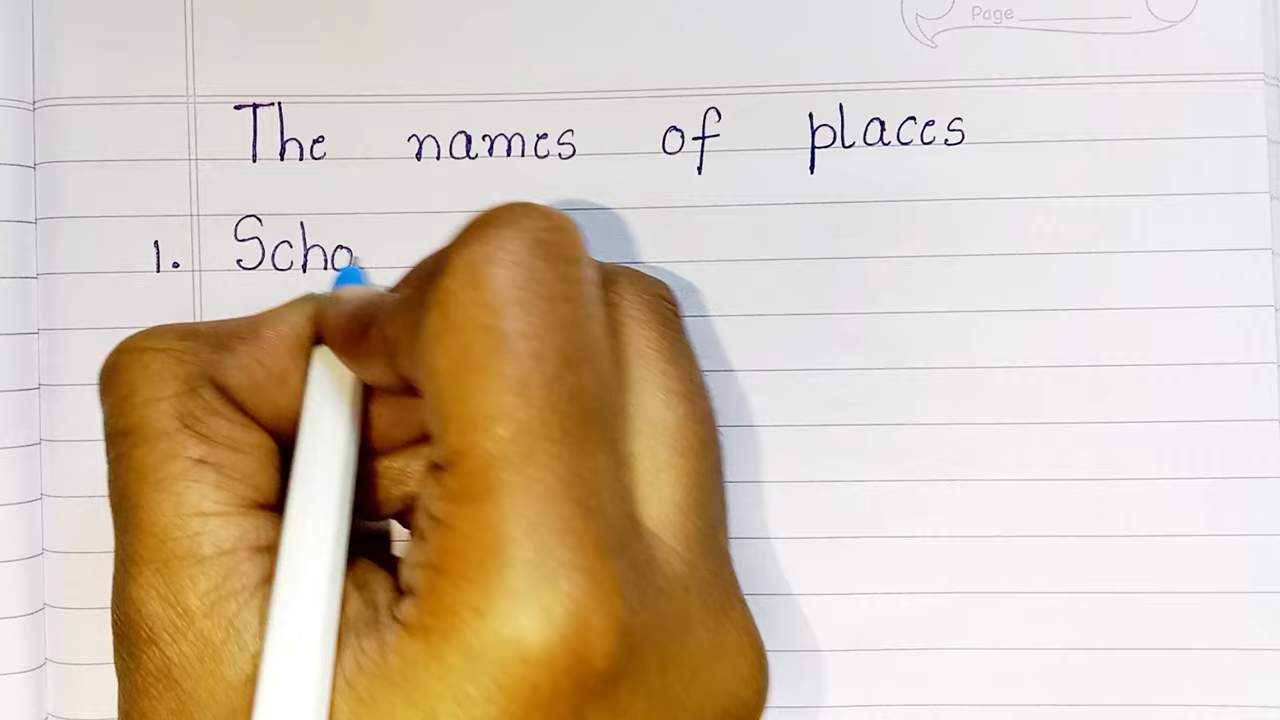 Page
The names of places
1. Scho